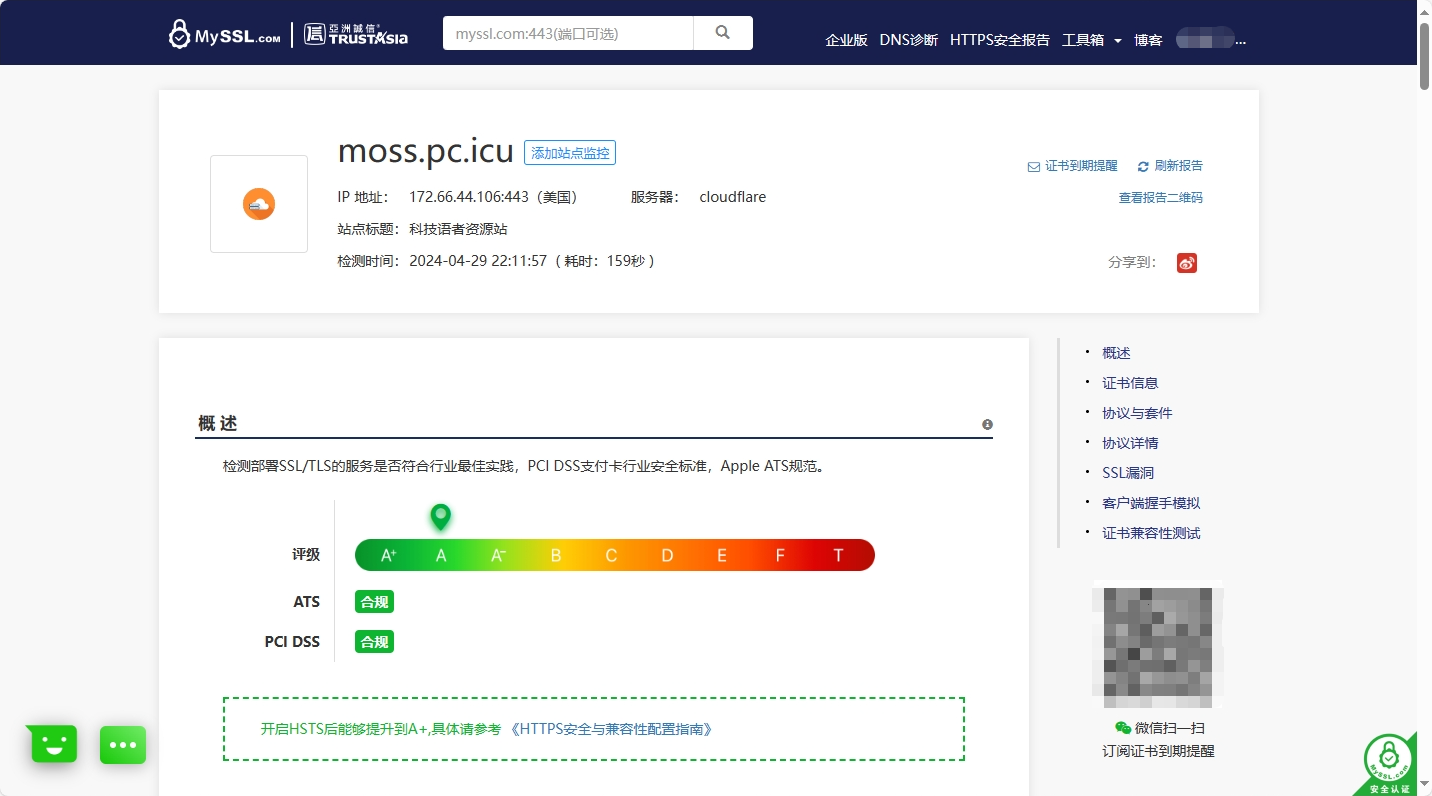 MySSL.com 亞洲誠信® TRUSTASIA
myssl.com:443(端口可选)
企业版 DNS诊断 HTTPS安全报告 工具箱 博客 ...
moss.pc.icu 添加站点监控
证书到期提醒 刷新报告
IP 地址： 172.66.44.106:443（美国） 服务器： cloudflare
查看报告二维码
站点标题：科技语者资源站
检测时间：2024-04-29 22:11:57（ 耗时：159秒 ）
分享到：
概 述
检测部署SSL/TLS的服务是否符合行业最佳实践，PCI DSS支付卡行业安全标准，Apple ATS规范。
评级 A+ A A- B C D E F T
ATS 合规
PCI DSS 合规
开启HSTS后能够提升到A+,具体请参考 《HTTPS安全与兼容性配置指南》
· 概述
· 证书信息
· 协议与套件
· 协议详情
· SSL漏洞
· 客户端握手模拟
· 证书兼容性测试
微信扫一扫
订阅证书到期提醒
MySSL.com
安全认证